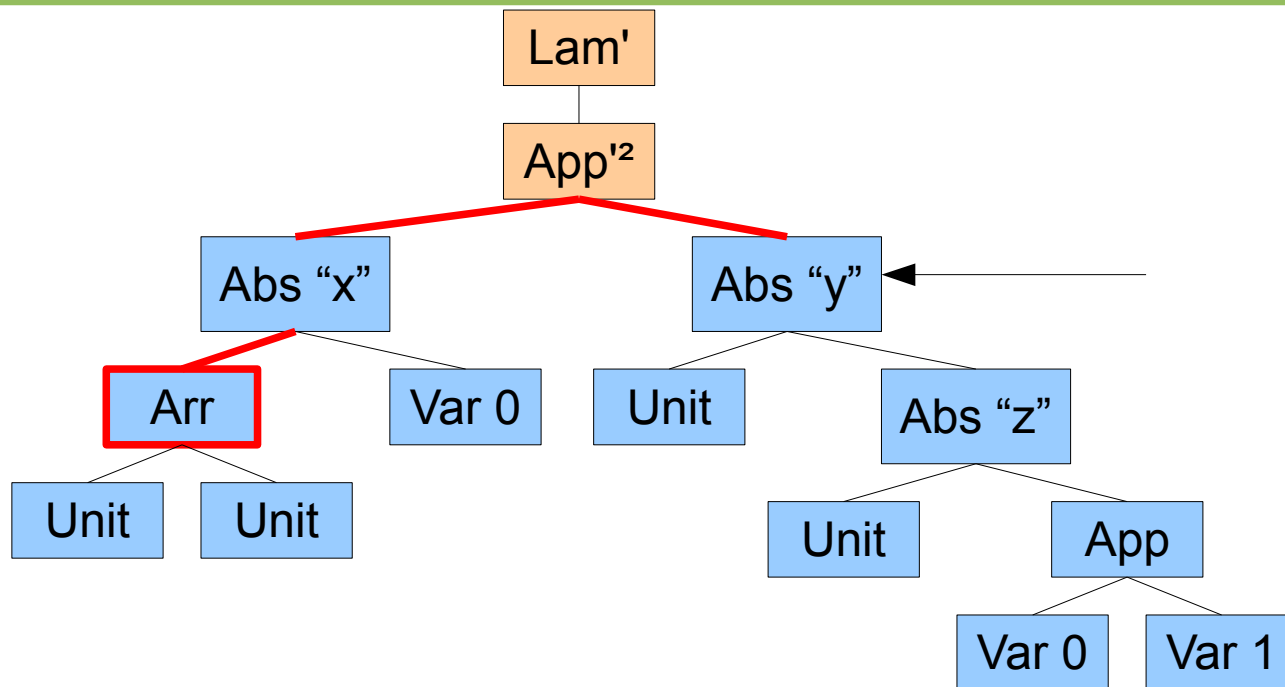 Lam'
App'²
Abs “x”
Abs “y”
Arr
Var 0
Unit
Abs “z”
Unit
Unit
Unit
App
Var 0
Var 1